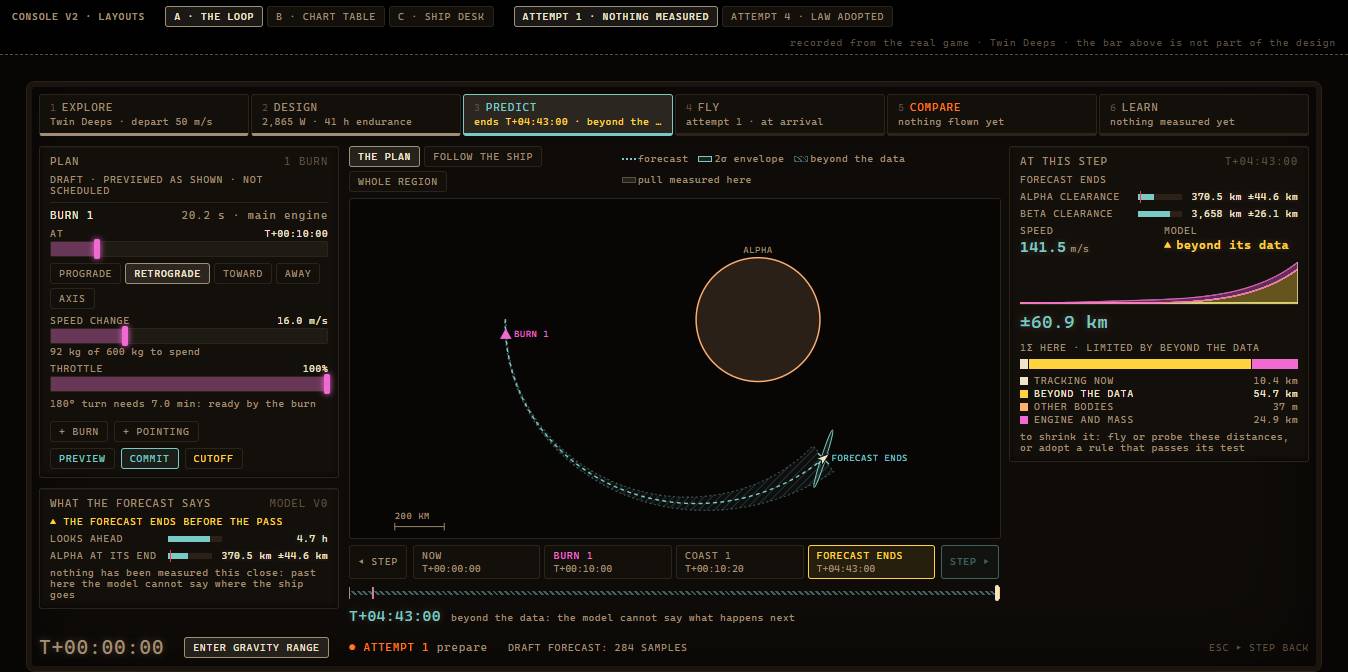 CONSOLE V2 · LAYOUTS
A · THE LOOP
B · CHART TABLE
C · SHIP DESK
ATTEMPT 1 · NOTHING MEASURED
ATTEMPT 4 · LAW ADOPTED
recorded from the real game · Twin Deeps · the bar above is not part of the design
1 EXPLORE
Twin Deeps · depart 50 m/s
2 DESIGN
2,865 W · 41 h endurance
3 PREDICT
ends T+04:43:00 · beyond the …
4 FLY
attempt 1 · at arrival
5 COMPARE
nothing flown yet
6 LEARN
nothing measured yet
PLAN 1 BURN
DRAFT · PREVIEWED AS SHOWN · NOT
SCHEDULED
BURN 1 20.2 s · main engine
AT T+00:10:00
PROGRADE RETROGRADE TOWARD AWAY
AXIS
SPEED CHANGE 16.0 m/s
92 kg of 600 kg to spend
THROTTLE 100%
180° turn needs 7.0 min: ready by the burn
+ BURN + POINTING
PREVIEW COMMIT CUTOFF
WHAT THE FORECAST SAYS MODEL V0
▲ THE FORECAST ENDS BEFORE THE PASS
LOOKS AHEAD 4.7 h
ALPHA AT ITS END 370.5 km ±44.6 km
nothing has been measured this close: past
here the model cannot say where the ship
goes
T+00:00:00 ENTER GRAVITY RANGE
THE PLAN FOLLOW THE SHIP
WHOLE REGION
forecast 2σ envelope beyond the data
pull measured here
ALPHA
BURN 1
FORECAST ENDS
200 KM
◂ STEP
NOW
T+00:00:00
BURN 1
T+00:10:00
COAST 1
T+00:10:20
FORECAST ENDS
T+04:43:00
STEP ▸
T+04:43:00 beyond the data: the model cannot say what happens next
● ATTEMPT 1 prepare DRAFT FORECAST: 284 SAMPLES
AT THIS STEP T+04:43:00
FORECAST ENDS
ALPHA CLEARANCE 370.5 km ±44.6 km
BETA CLEARANCE 3,658 km ±26.1 km
SPEED MODEL
141.5 m/s ▲ beyond its data
±60.9 km
1Σ HERE · LIMITED BY BEYOND THE DATA
TRACKING NOW 10.4 km
BEYOND THE DATA 54.7 km
OTHER BODIES 37 m
ENGINE AND MASS 24.9 km
to shrink it: fly or probe these distances,
or adopt a rule that passes its test
ESC ▸ STEP BACK